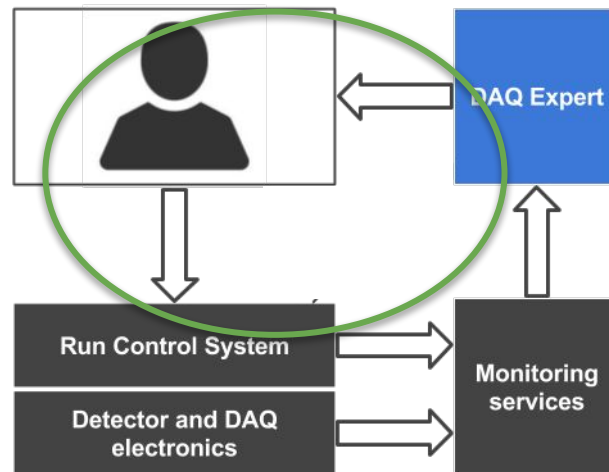 DAQ Expert
Run Control System
Monitoring
services
Detector and DAQ
electronics